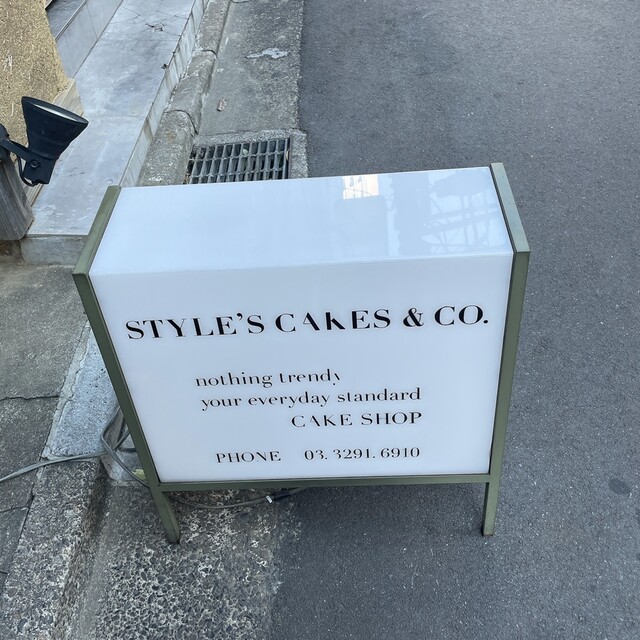 STYLE'S CAKES & CO.
nothing trendy
your everyday standard
CAKE SHOP
PHONE 03. 3291. 6910